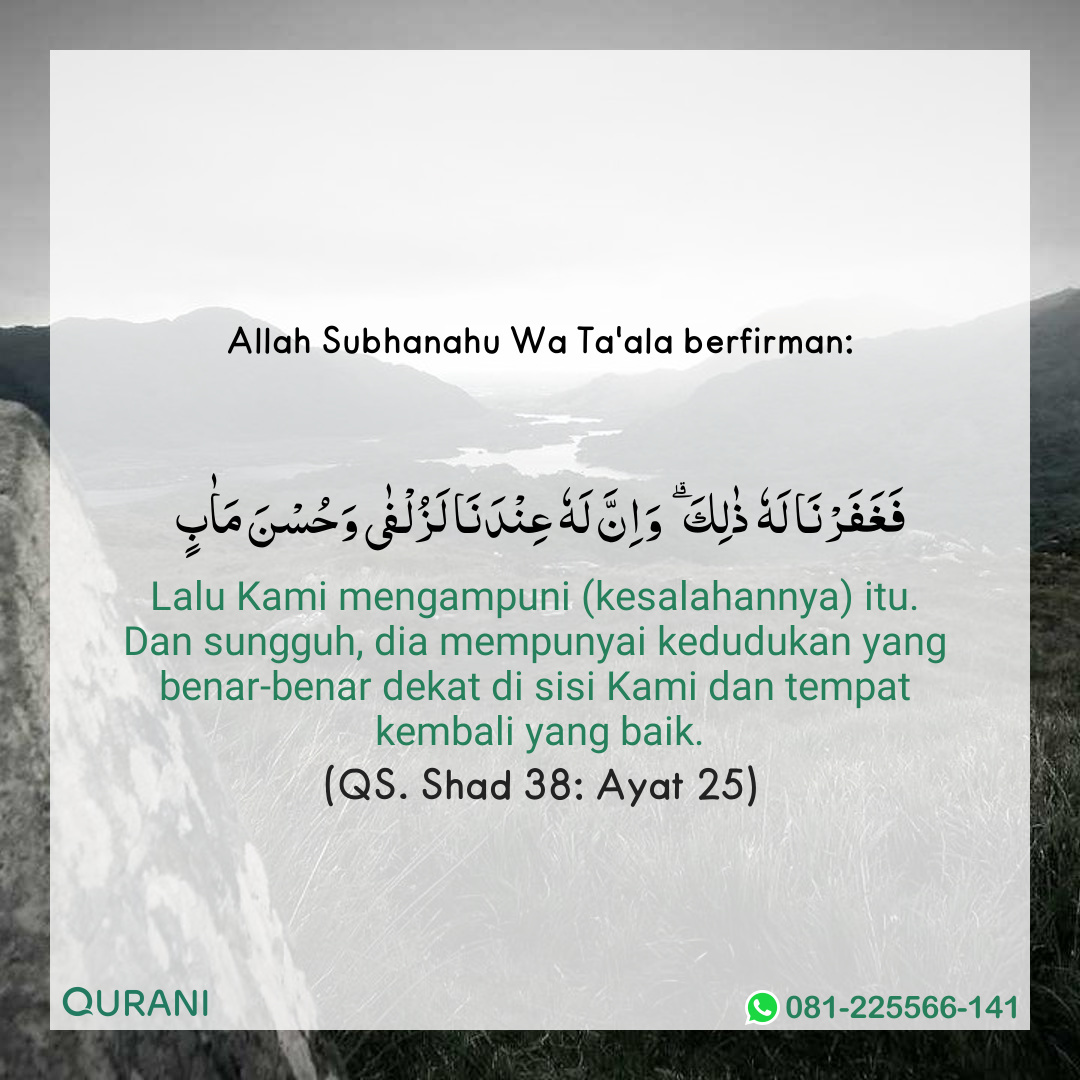 Allah Subhanahu Wa Ta'ala berfirman:
فَغَفَرْنَا لَهٗ ذٰلِكَ ۗ وَاِنَّ لَهٗ عِنْدَنَا لَزُلْفٰى وَحُسْنَ مَاٰبٍ
Lalu Kami mengampuni (kesalahannya) itu.
Dan sungguh, dia mempunyai kedudukan yang
benar-benar dekat di sisi Kami dan tempat
kembali yang baik.
(QS. Shad 38: Ayat 25)
QURANI
081-225566-141